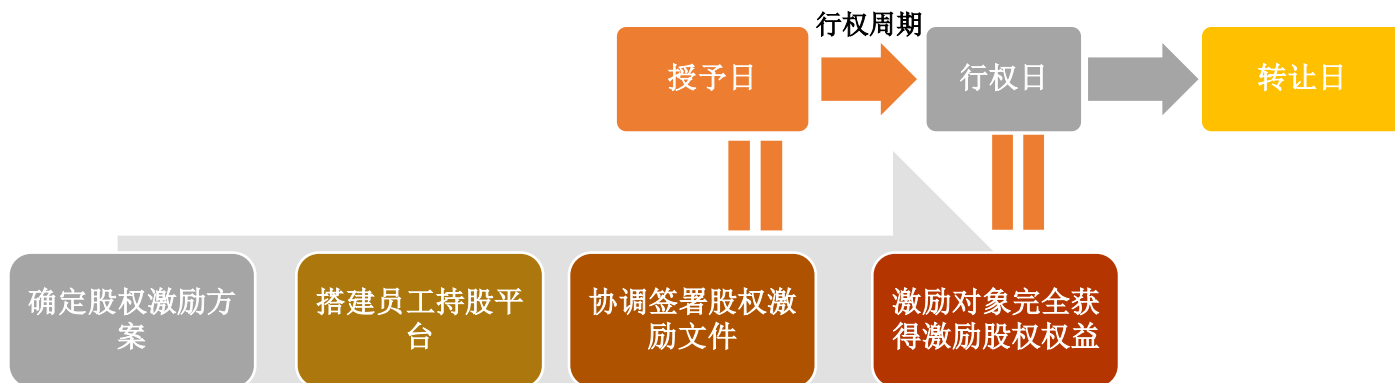 行权周期
授予日
行权日
转让日
确定股权激励方
案
搭建员工持股平
台
协调签署股权激
励文件
激励对象完全获
得激励股权权益